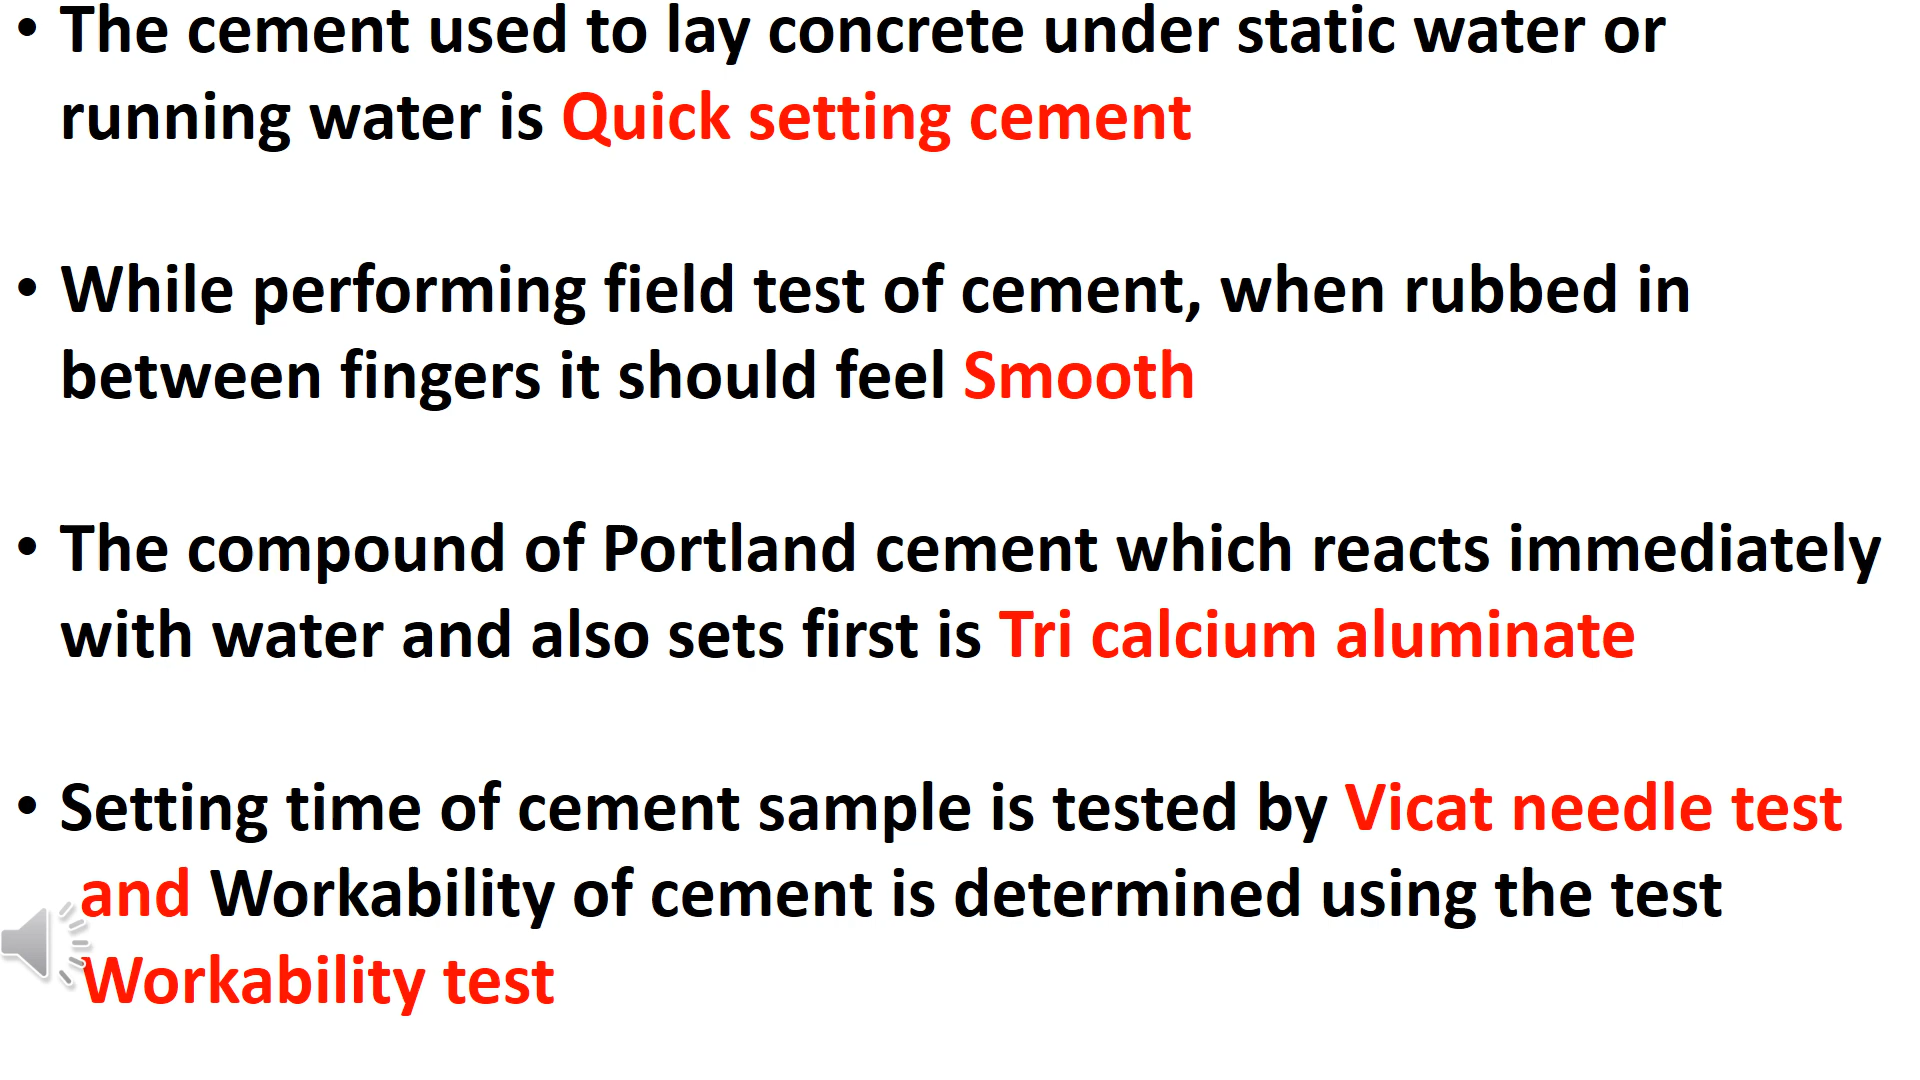 • The cement used to lay concrete under static water or
running water is Quick setting cement
• While performing field test of cement, when rubbed in
between fingers it should feel Smooth
• The compound of Portland cement which reacts immediately
with water and also sets first is Tri calcium aluminate
• Setting time of cement sample is tested by Vicat needle test
and Workability of cement is determined using the test
Workability test